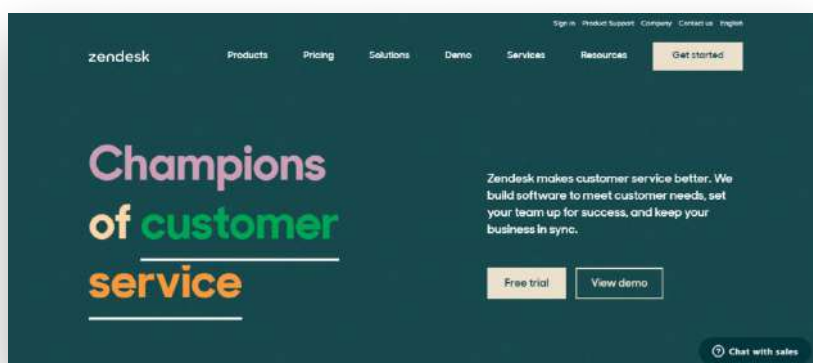 Sign in Product Support Company Contact us English
zendesk Products Pricing Solutions Demo Services Resources Get started
Champions
of customer
service
Zendesk makes customer service better. We
build software to meet customer needs, set
your team up for success, and keep your
business in sync.
Free trial View demo
Chat with sales